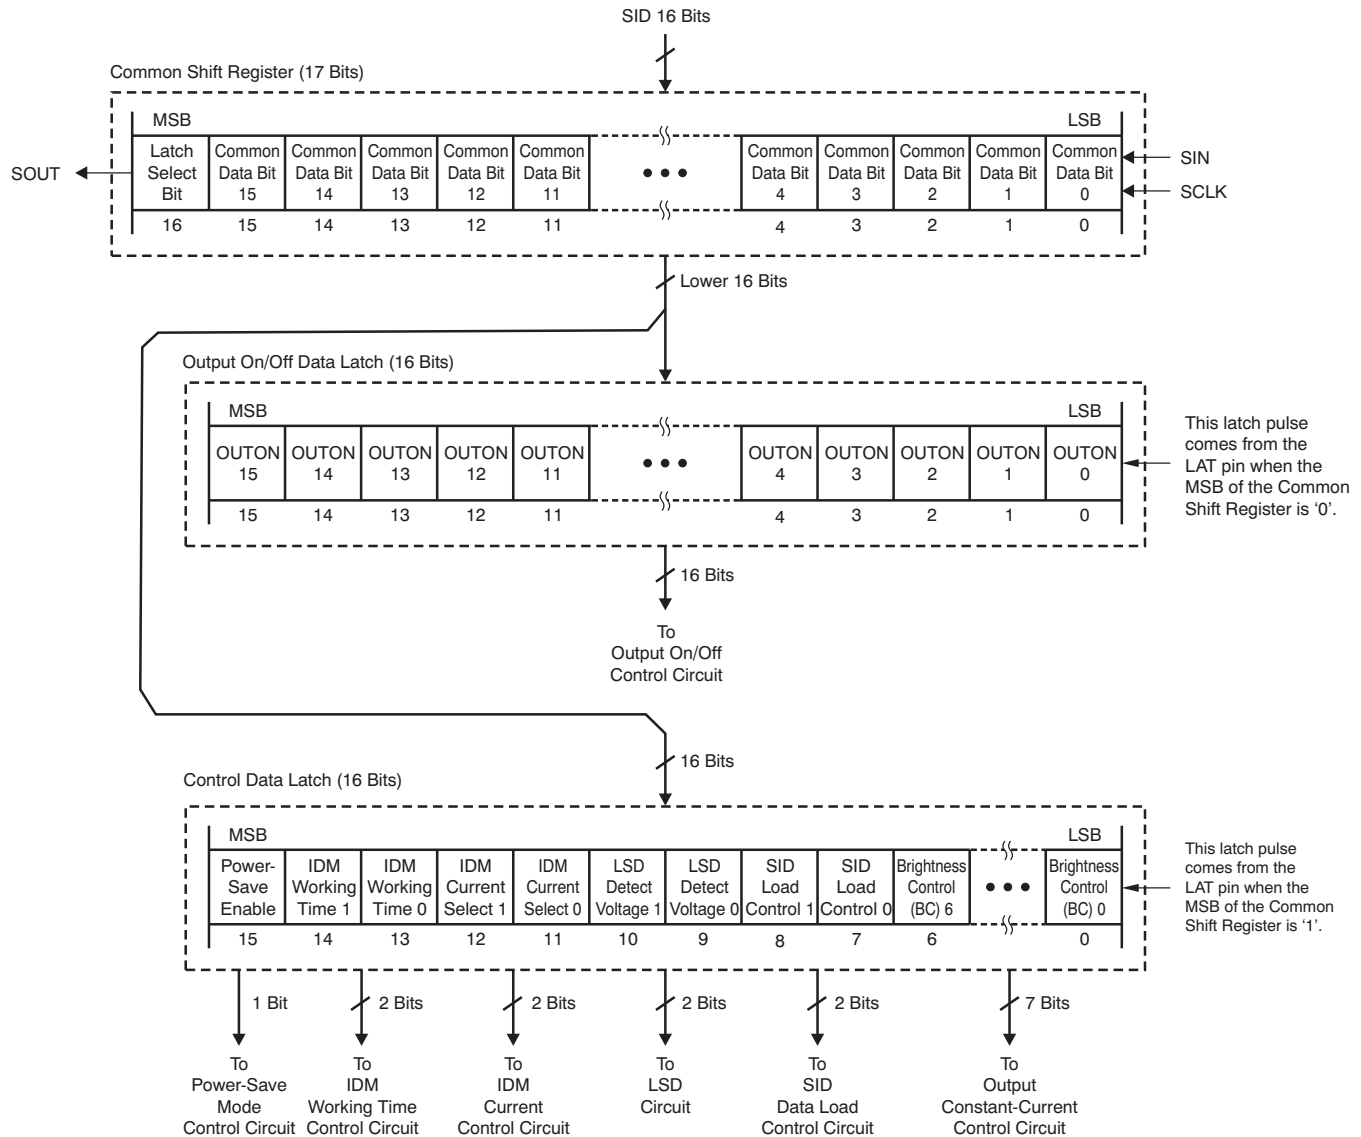 SID 16 Bits
Common Shift Register (17 Bits)
MSB
LSB
Latch
Select
Bit
Common
Data Bit
15
Common
Data Bit
14
Common
Data Bit
13
Common
Data Bit
12
Common
Data Bit
11
Common
Data Bit
4
Common
Data Bit
3
Common
Data Bit
2
Common
Data Bit
1
Common
Data Bit
0
SOUT
SIN
SCLK
16 15 14 13 12 11 4 3 2 1 0
Lower 16 Bits
Output On/Off Data Latch (16 Bits)
MSB
LSB
OUTON
15
OUTON
14
OUTON
13
OUTON
12
OUTON
11
OUTON
4
OUTON
3
OUTON
2
OUTON
1
OUTON
0
15 14 13 12 11 4 3 2 1 0
This latch pulse
comes from the
LAT pin when the
MSB of the Common
Shift Register is ‘0’.
16 Bits
To
Output On/Off
Control Circuit
16 Bits
Control Data Latch (16 Bits)
MSB
LSB
Power-
Save
Enable
IDM
Working
Time 1
IDM
Working
Time 0
IDM
Current
Select 1
IDM
Current
Select 0
LSD
Detect
Voltage 1
LSD
Detect
Voltage 0
SID
Load
Control 1
SID
Load
Control 0
Brightness
Control
(BC) 6
Brightness
Control
(BC) 0
15 14 13 12 11 10 9 8 7 6 0
This latch pulse
comes from the
LAT pin when the
MSB of the Common
Shift Register is ‘1’.
1 Bit
2 Bits
2 Bits
2 Bits
2 Bits
7 Bits
To
Power-Save
Mode
Control Circuit
To
IDM
Working Time
Control Circuit
To
IDM
Current
Control Circuit
To
LSD
Circuit
To
SID
Data Load
Control Circuit
To
Output
Constant-Current
Control Circuit